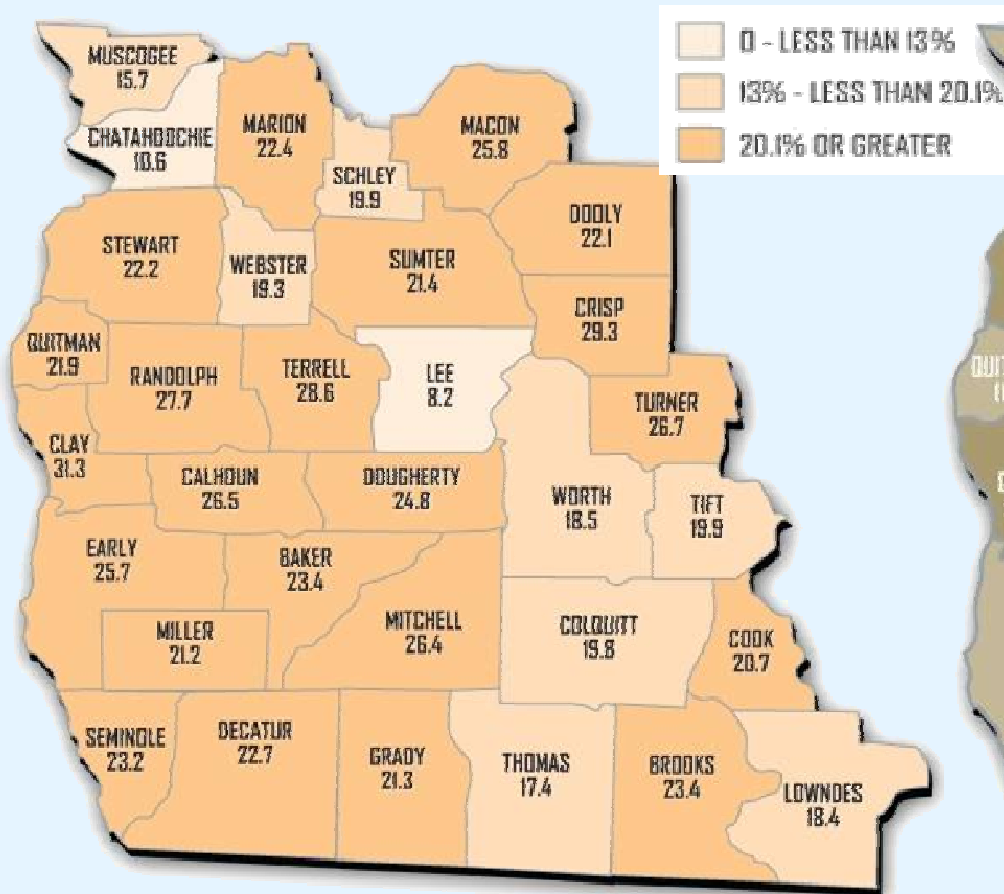 0 - LESS THAN 13%
13% - LESS THAN 20.1%
20.1% OR GREATER
MUSCOGEE
15.7
CHATAHOOCHIE
10.6
MARION
22.4
SCHLEY
19.9
MACON
25.8
DOOLY
22.1
STEWART
22.2
WEBSTER
19.3
SUMTER
21.4
CRISP
29.3
QUITMAN
21.9
RANDOLPH
27.7
TERRELL
28.6
LEE
8.2
TURNER
26.7
CLAY
31.3
CALHOUN
26.5
DOUGHERTY
24.8
WORTH
18.5
TIFT
19.9
EARLY
25.7
BAKER
23.4
MILLER
21.2
MITCHELL
26.4
COLQUITT
19.8
COOK
20.7
SEMINOLE
23.2
DECATUR
22.7
GRADY
21.3
THOMAS
17.4
BROOKS
23.4
LOWNDES
18.4